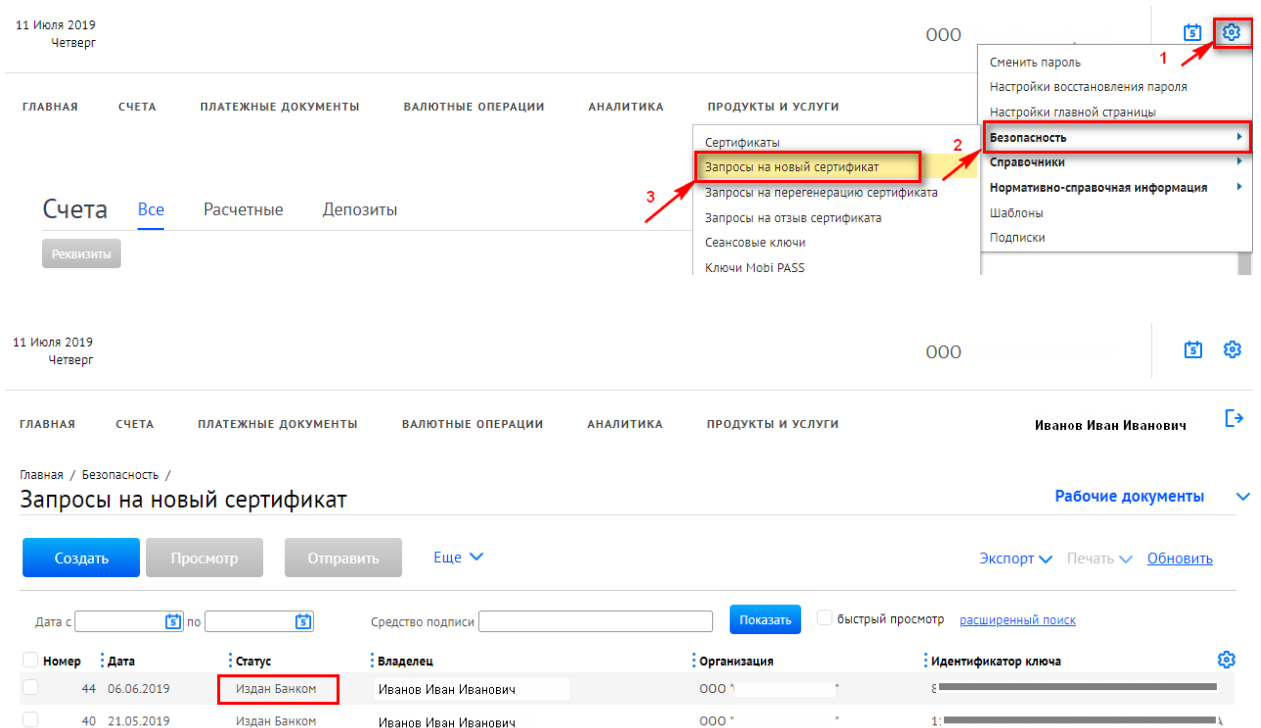 11 Июля 2019
Четверг
ООО
1
Сменить пароль
Настройки восстановления пароля
Настройки главной страницы
Безопасность
Справочники
Нормативно-справочная информация
Шаблоны
Подписки
ГЛАВНАЯ СЧЕТА ПЛАТЕЖНЫЕ ДОКУМЕНТЫ ВАЛЮТНЫЕ ОПЕРАЦИИ АНАЛИТИКА ПРОДУКТЫ И УСЛУГИ
2
Сертификаты
Запросы на новый сертификат
Запросы на перегенерацию сертификата
Запросы на отзыв сертификата
Сеансовые ключи
Ключи Mobi PASS
3
Счета Все Расчетные Депозиты
Реквизиты
11 Июля 2019
Четверг
ООО
ГЛАВНАЯ СЧЕТА ПЛАТЕЖНЫЕ ДОКУМЕНТЫ ВАЛЮТНЫЕ ОПЕРАЦИИ АНАЛИТИКА ПРОДУКТЫ И УСЛУГИ Иванов Иван Иванович
Главная / Безопасность /
Запросы на новый сертификат Рабочие документы
Создать Просмотр Отправить Еще Экспорт Печать Обновить
Дата с по Средство подписи Показать быстрый просмотр расширенный поиск
Номер Дата Статус Владелец Организация Идентификатор ключа
44 06.06.2019 Издан Банком Иванов Иван Иванович ООО " "
40 21.05.2019 Издан Банком Иванов Иван Иванович ООО " "